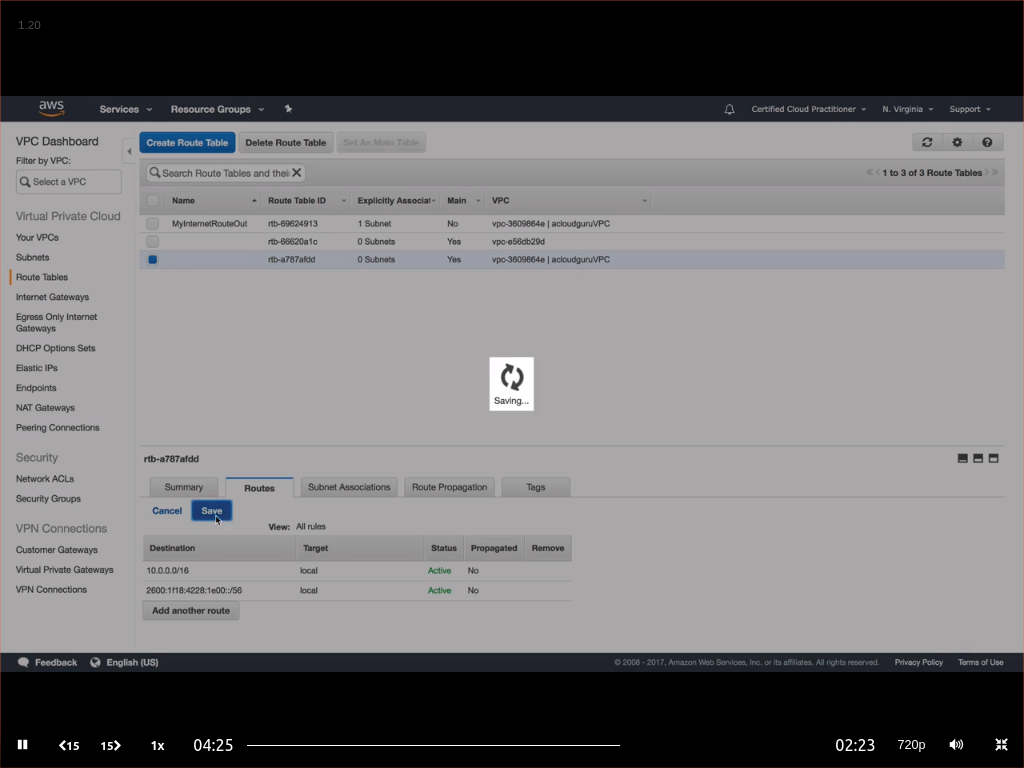 1.20
aws Services Resource Groups Certified Cloud Practitioner N. Virginia Support
VPC Dashboard
Filter by VPC:
Select a VPC
Virtual Private Cloud
Your VPCs
Subnets
Route Tables
Internet Gateways
Egress Only Internet
Gateways
DHCP Options Sets
Elastic IPs
Endpoints
NAT Gateways
Peering Connections
Security
Network ACLs
Security Groups
VPN Connections
Customer Gateways
Virtual Private Gateways
VPN Connections
Create Route Table Delete Route Table Set As Main Table
Search Route Tables and thei 1 to 3 of 3 Route Tables
Name Route Table ID Explicitly Associat Main VPC
MyInternetRouteOut rtb-69624913 1 Subnet No vpc-3609864e | acloudguruVPC
rtb-66620a1c 0 Subnets Yes vpc-e56db29d
rtb-a787afdd 0 Subnets Yes vpc-3609864e | acloudguruVPC
Saving...
rtb-a787afdd
Summary Routes Subnet Associations Route Propagation Tags
Cancel Save
View: All rules
Destination Target Status Propagated Remove
10.0.0.0/16 local Active No
2600:1f18:4228:1e00::/56 local Active No
Add another route
Feedback English (US) © 2008 - 2017, Amazon Web Services, Inc. or its affiliates. All rights reserved. Privacy Policy Terms of Use
15 15 1x 04:25 02:23 720p